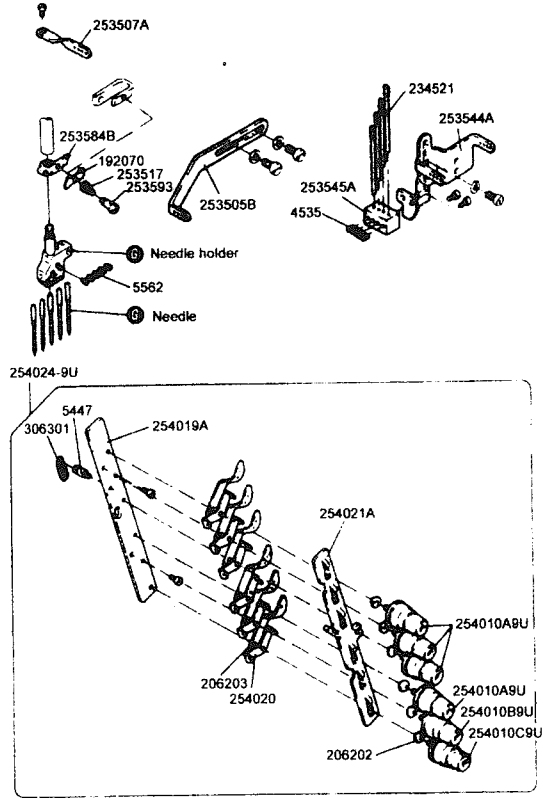 253507A
234521
253544A
253584B
192070
253517
253593
253505B
253545A
4535
G Needle holder
5562
G Needle
254024-9U
5447
306301
254019A
254021A
254010A9U
206203
254020
254010A9U
254010B9U
254010C9U
206202